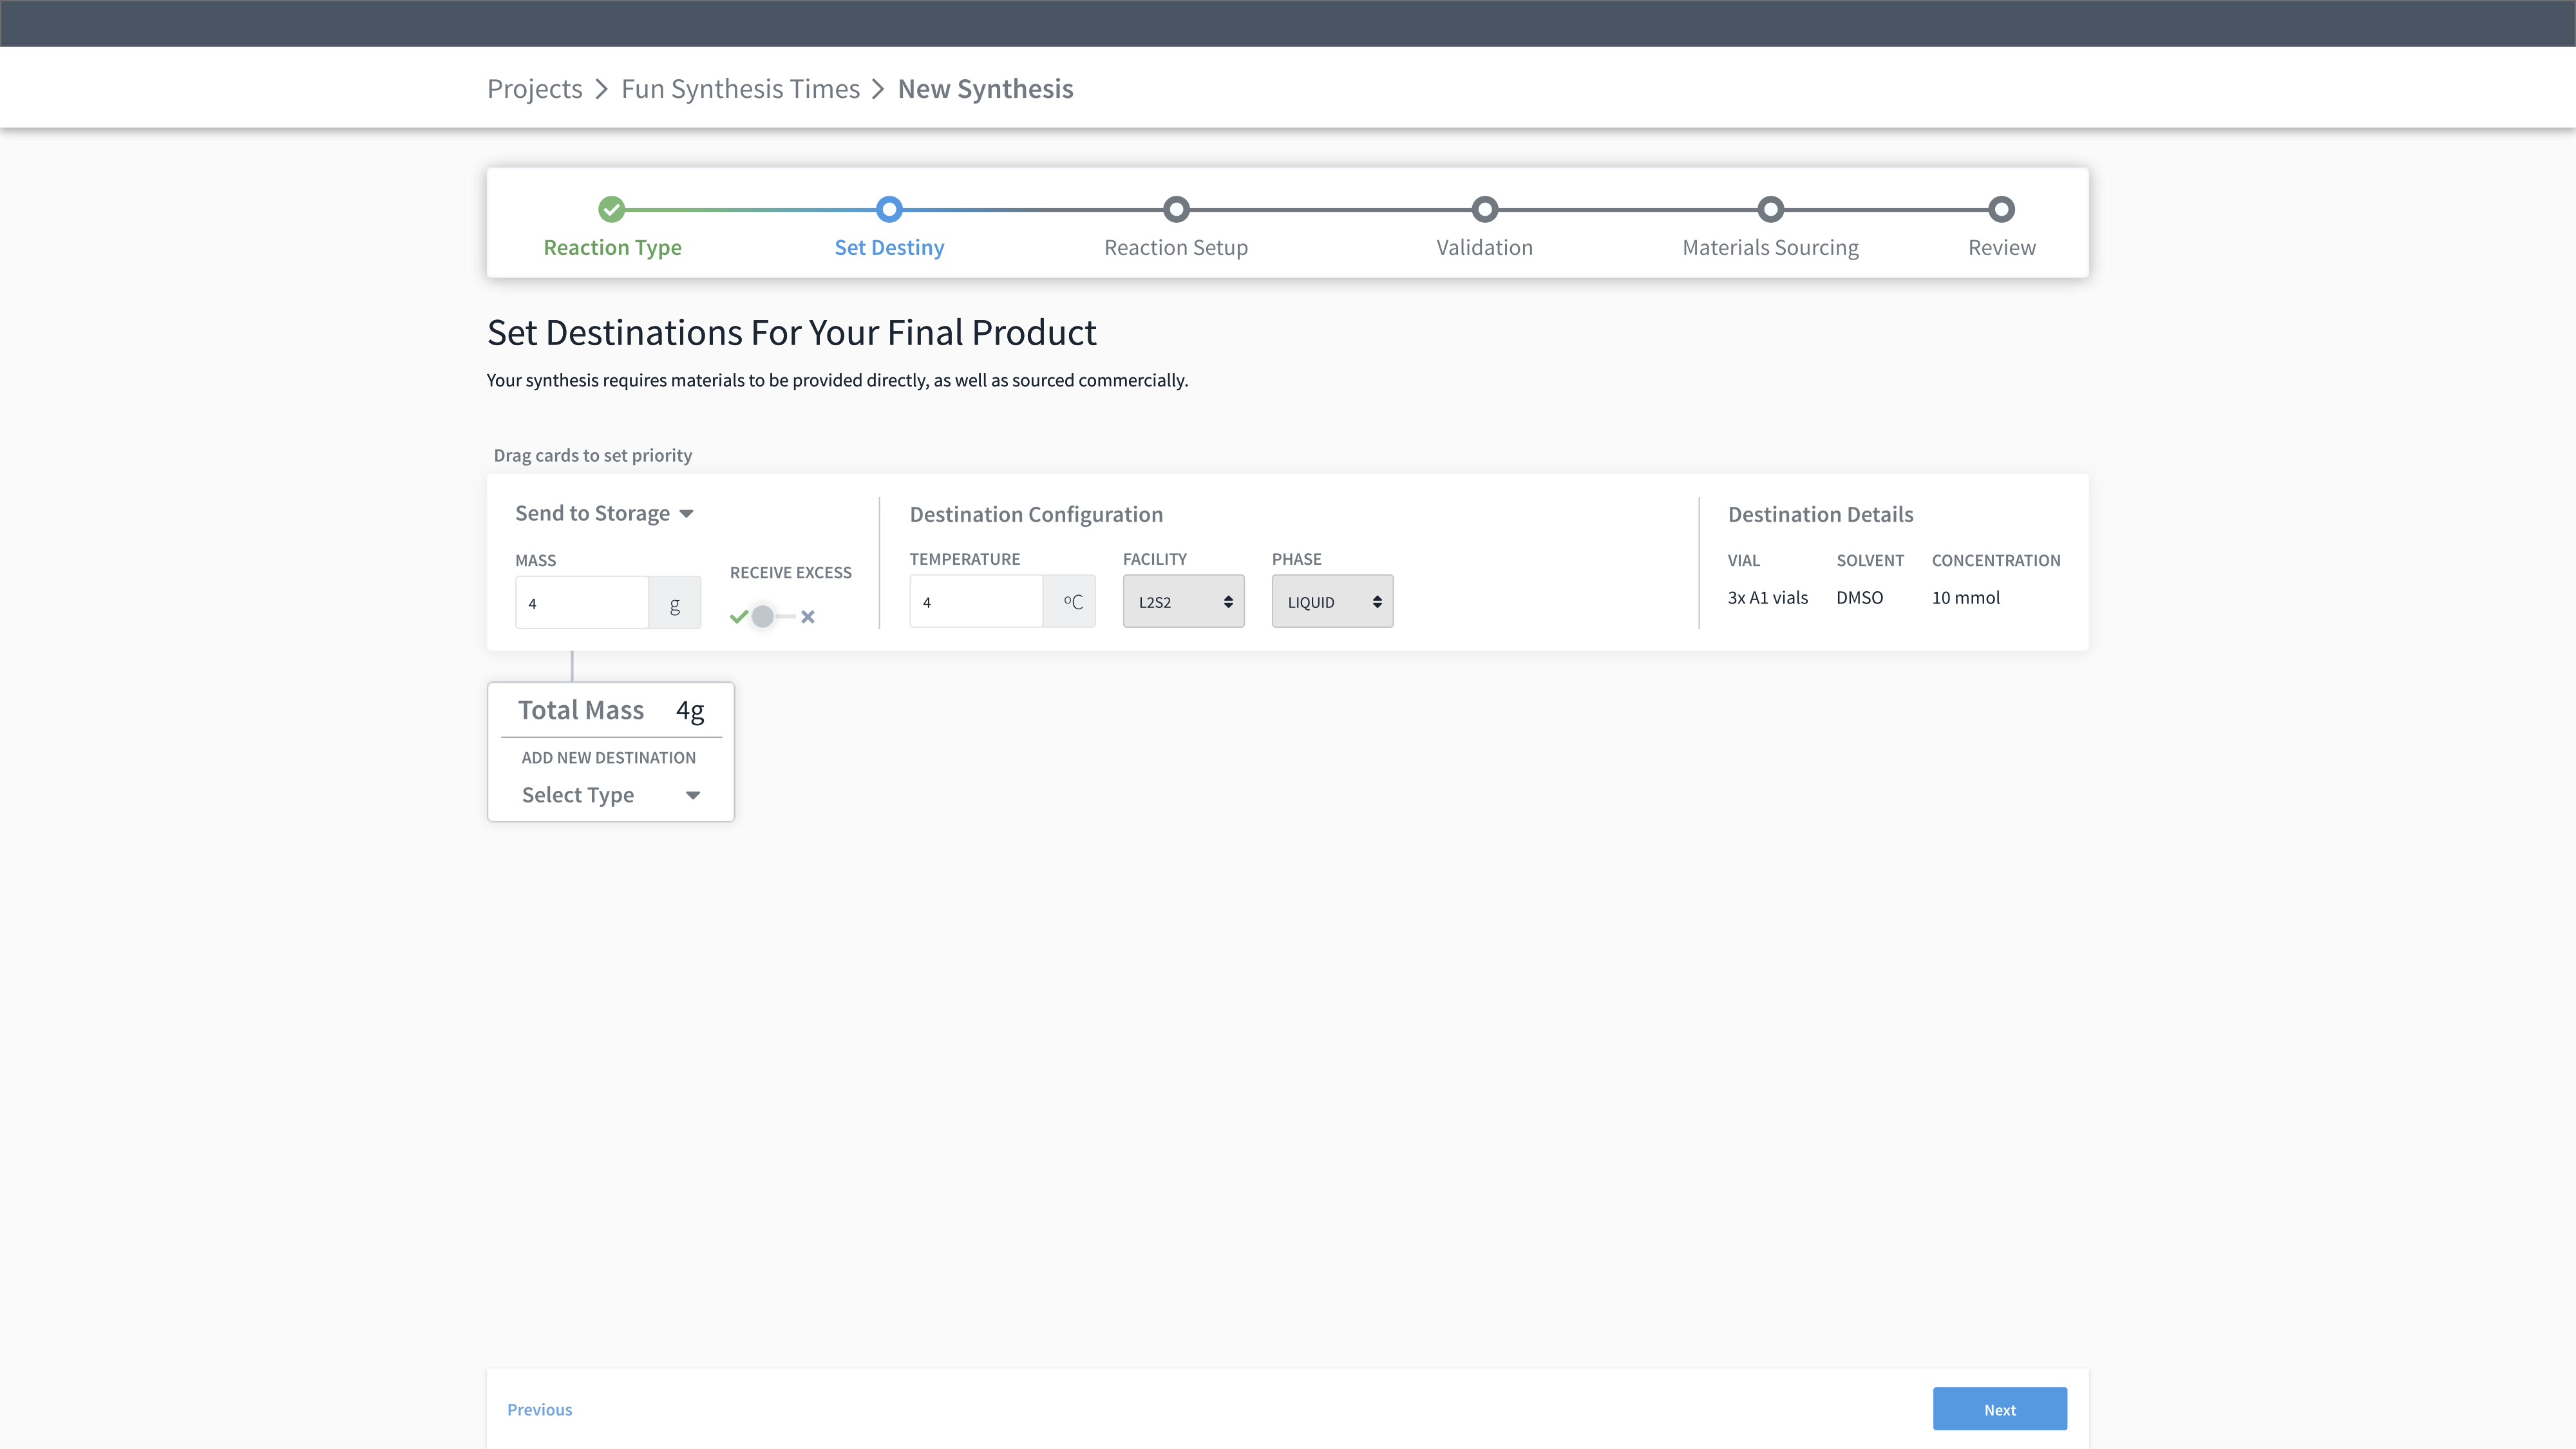 Projects > Fun Synthesis Times > New Synthesis
Reaction Type
Set Destiny
Reaction Setup
Validation
Materials Sourcing
Review
Set Destinations For Your Final Product
Your synthesis requires materials to be provided directly, as well as sourced commercially.
Drag cards to set priority
Send to Storage
MASS
4 g
RECEIVE EXCESS
Destination Configuration
TEMPERATURE
4 ºC
FACILITY
L2S2
PHASE
LIQUID
Destination Details
VIAL
3x A1 vials
SOLVENT
DMSO
CONCENTRATION
10 mmol
Total Mass 4g
ADD NEW DESTINATION
Select Type
Previous
Next